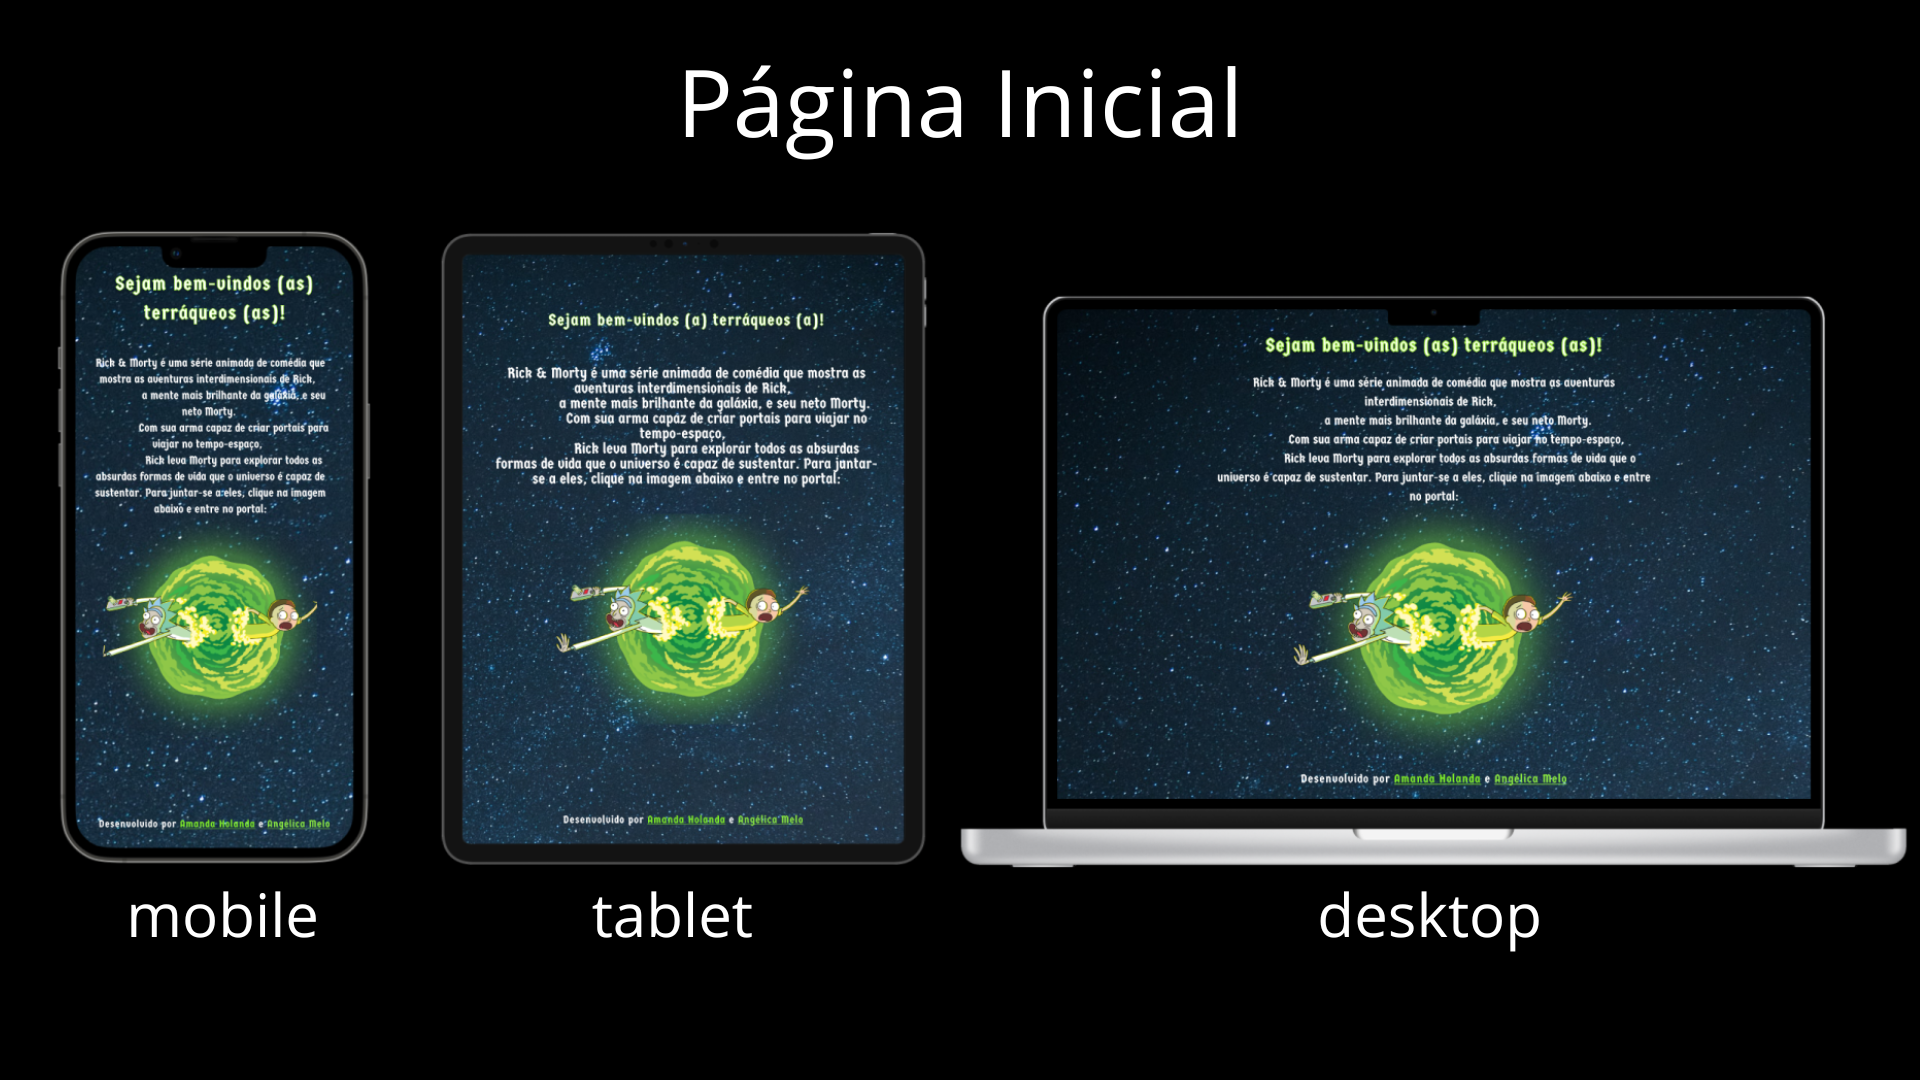 Página Inicial
Sejam bem-vindos (as)
terráqueos (as)!
Rick & Morty é uma série animada de comédia que
mostra as aventuras interdimensionais de Rick,
a mente mais brilhante da galáxia, e seu
neto Morty.
Com sua arma capaz de criar portais para
viajar no tempo-espaço,
Rick leva Morty para explorar todos as
absurdas formas de vida que o universo é capaz de
sustentar. Para juntar-se a eles, clique na imagem
abaixo e entre no portal:
Desenvolvido por Amanda Holanda e Angélica Melo
mobile
Sejam bem-vindos (a) terráqueos (a)!
Rick & Morty é uma série animada de comédia que mostra as
aventuras interdimensionais de Rick,
a mente mais brilhante da galáxia, e seu neto Morty.
Com sua arma capaz de criar portais para viajar no
tempo-espaço,
Rick leva Morty para explorar todos as absurdas
formas de vida que o universo é capaz de sustentar. Para jantar-
se a eles, clique na imagem abaixo e entre no portal:
Desenvolvido por Amanda Holanda e Angélica Melo
tablet
Sejam bem-vindos (as) terráqueos (as)!
Rick & Morty é uma série animada de comédia que mostra as aventuras
interdimensionais de Rick,
a mente mais brilhante da galáxia, e seu neto Morty.
Com sua arma capaz de criar portais para viajar no tempo-espaço,
Rick leva Morty para explorar todos as absurdas formas de vida que o
universo é capaz de sustentar. Para juntar-se a eles, clique na imagem abaixo e entre
no portal:
Desenvolvido por Amanda Holanda e Angélica Melo
desktop